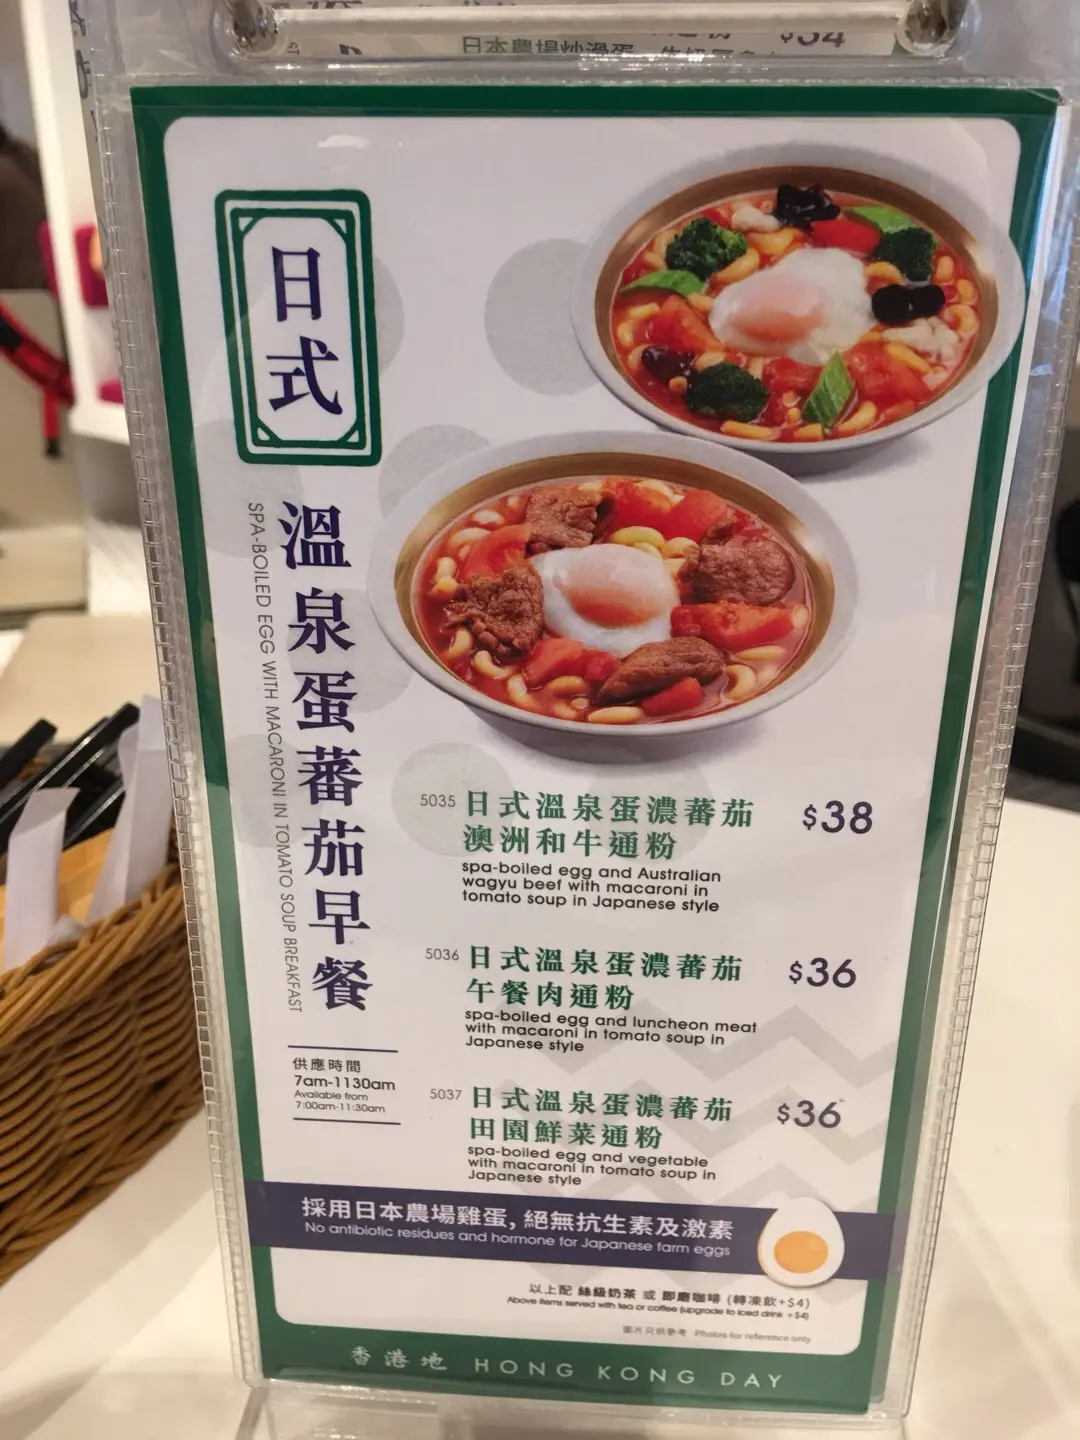 日本農場炒滑蛋
$34
日式
溫泉蛋蕃茄早餐
SPA-BOILED EGG WITH MACARONI IN TOMATO SOUP BREAKFAST
供應時間
7am-1130am
Available from
7:00am-11:30am
5035 日式溫泉蛋濃蕃茄 $38
澳洲和牛通粉
spa-boiled egg and Australian
wagyu beef with macaroni in
tomato soup in Japanese style
5036 日式溫泉蛋濃蕃茄 $36
午餐肉通粉
spa-boiled egg and luncheon meat
with macaroni in tomato soup in
Japanese style
5037 日式溫泉蛋濃蕃茄 $36
田園鮮菜通粉
spa-boiled egg and vegetable
with macaroni in tomato soup in
Japanese style
採用日本農場雞蛋，絕無抗生素及激素
No antibiotic residues and hormone for Japanese farm eggs
以上配 絲級奶茶 或 即磨咖啡 (轉凍飲+$4)
Above items served with tea or coffee (upgrade to iced drink +$4)
圖片只供參考 Photos for reference only
香港地 HONG KONG DAY